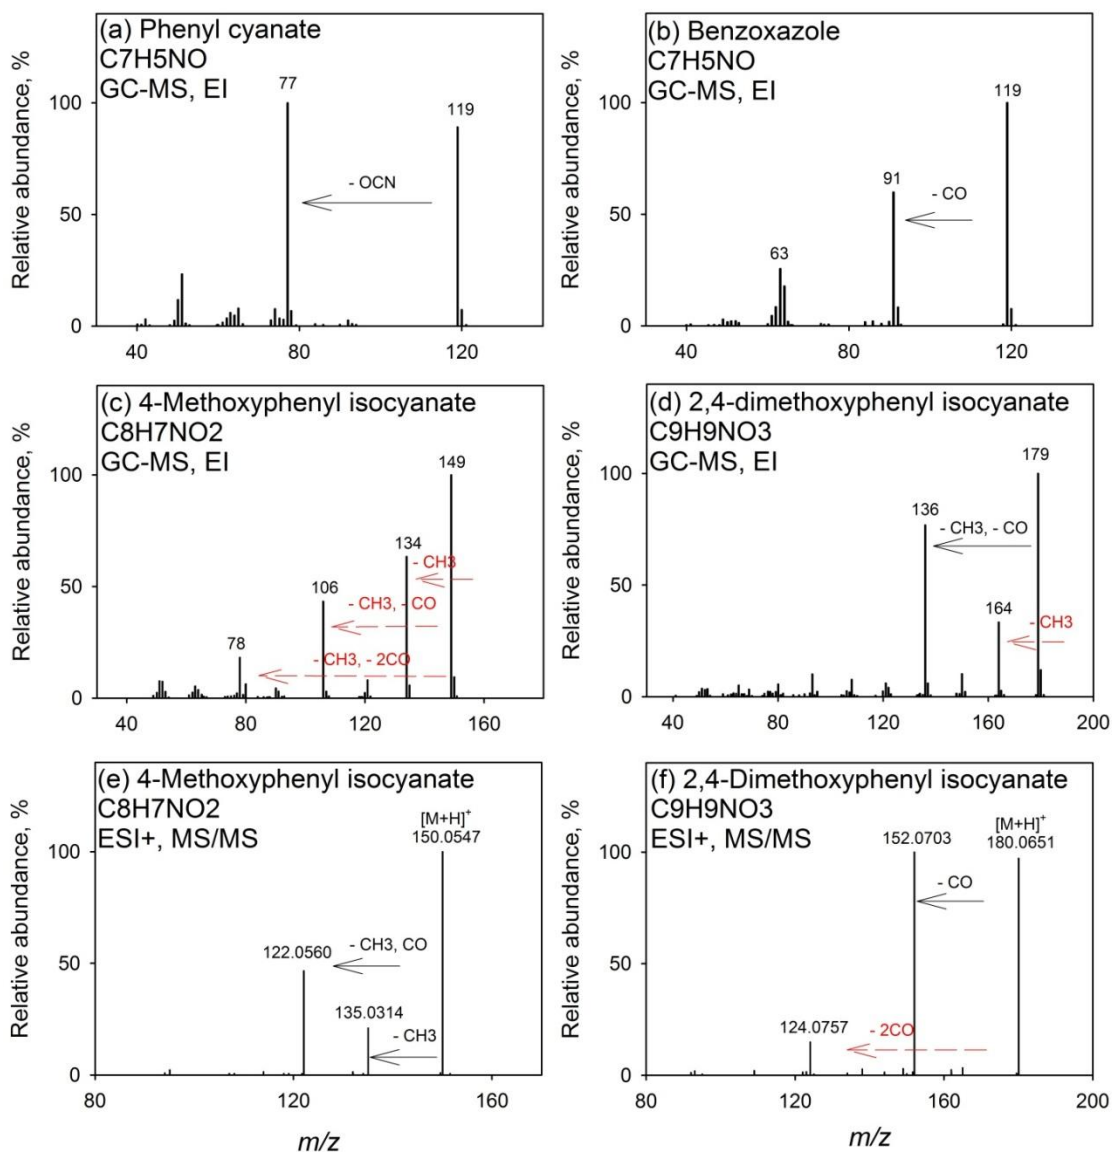 (a) Phenyl cyanate
C7H5NO
GC-MS, EI
Relative abundance, %
100
50
0
40
80
120
77
119
- OCN
(b) Benzoxazole
C7H5NO
GC-MS, EI
Relative abundance, %
100
50
0
40
80
120
63
91
119
- CO
(c) 4-Methoxyphenyl isocyanate
C8H7NO2
GC-MS, EI
Relative abundance, %
100
50
0
40
80
120
160
149
134
- CH3
106
- CH3, - CO
78
- CH3, - 2CO
(d) 2,4-dimethoxyphenyl isocyanate
C9H9NO3
GC-MS, EI
Relative abundance, %
100
50
0
40
80
120
160
200
179
136
- CH3, - CO
164
- CH3
(e) 4-Methoxyphenyl isocyanate
C8H7NO2
ESI+, MS/MS
Relative abundance, %
100
50
0
80
120
160
m/z
[M+H]+
150.0547
122.0560
- CH3, CO
135.0314
- CH3
(f) 2,4-Dimethoxyphenyl isocyanate
C9H9NO3
ESI+, MS/MS
Relative abundance, %
100
50
0
80
120
160
200
m/z
[M+H]+
152.0703
180.0651
- CO
124.0757
- 2CO